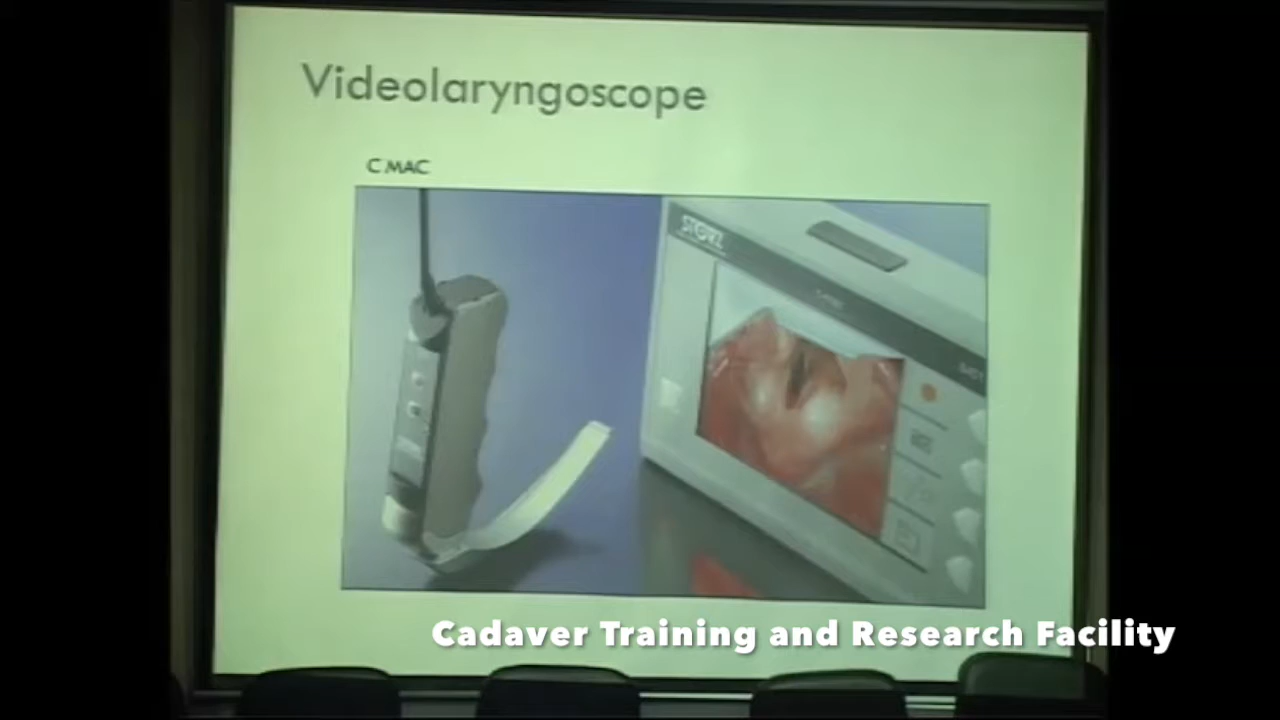 Videolaryngoscope
C MAC
STORZ
Cadaver Training and Research Facility